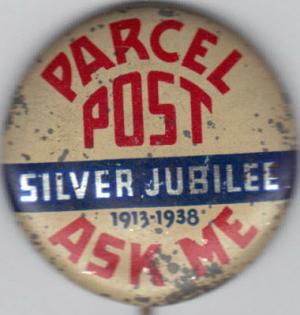 PARCEL
POST
SILVER JUBILEE
1913-1938
ASK ME